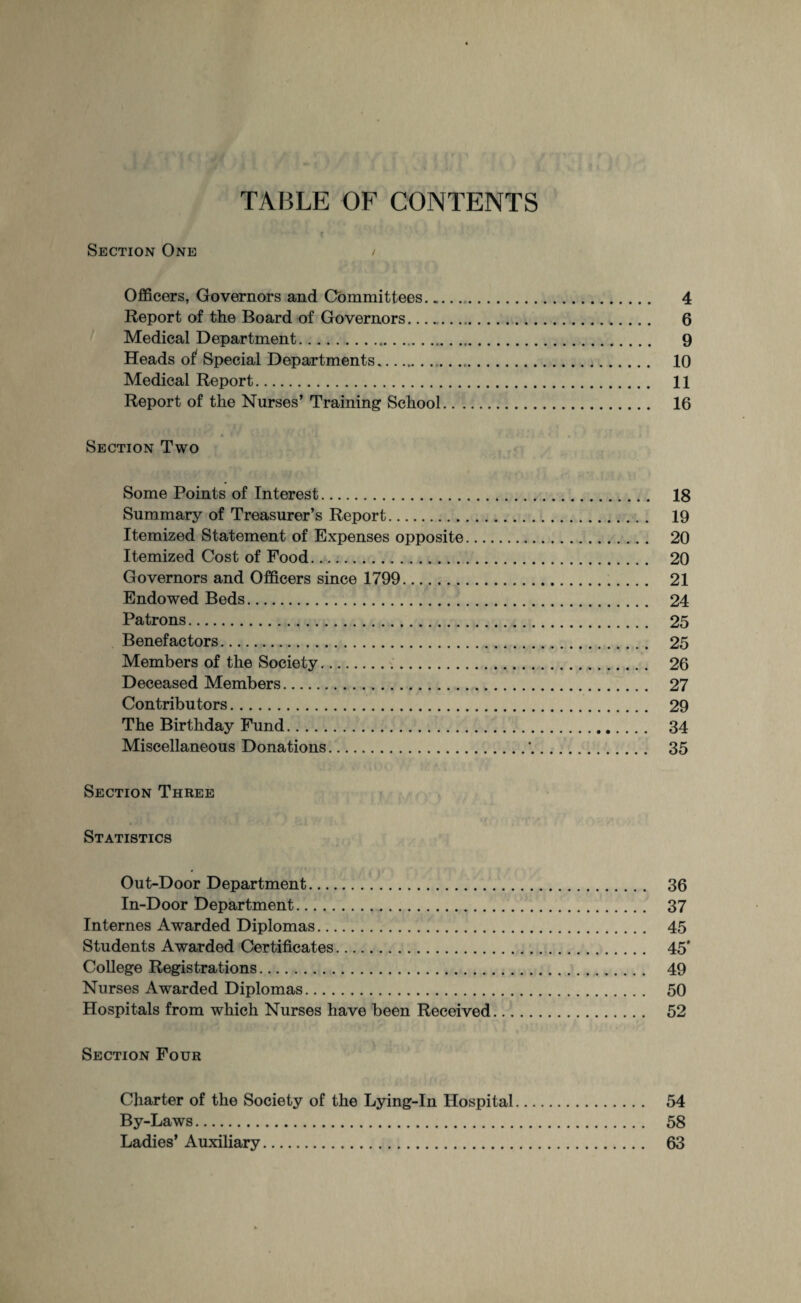 TABLE OF CONTENTS
Section One
Officers, Governors and Committees 4
Report of the Board of Governors 6
Medical Department 9
Heads of Special Departments 10
Medical Report 11
Report of the Nurses' Training School 16
Section Two
Some Points of Interest 18
Summary of Treasurer's Report 19
Itemized Statement of Expenses opposite 20
Itemized Cost of Food 20
Governors and Officers since 1799 21
Endowed Beds 24
Patrons 25
Benefactors 25
Members of the Society 26
Deceased Members 27
Contributors 29
The Birthday Fund 34
Miscellaneous Donations 35
Section Three
Statistics
Out-Door Department 36
In-Door Department 37
Internes Awarded Diplomas 45
Students Awarded Certificates 45
College Registrations 49
Nurses Awarded Diplomas 50
Hospitals from which Nurses have been Received 52
Section Four
Charter of the Society of the Lying-In Hospital 54
By-Laws 58
Ladies' Auxiliary 63